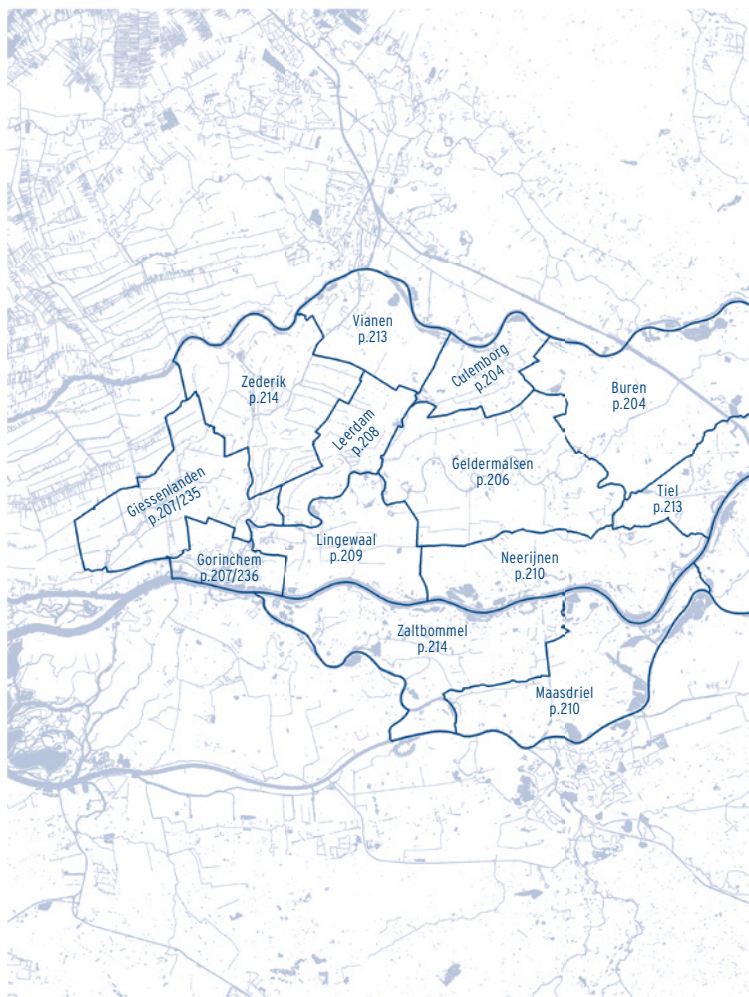 Vianen
p.213
Culemborg
p.204
Zederik
p.214
Buren
p.204
Leerdam
p.208
Geldermalsen
p.206
Giessenlanden
p.207/235
Tiel
p.213
Lingewaal
p.209
Gorinchem
p.207/236
Neerijnen
p.210
Zaltbommel
p.214
Maasdriel
p.210